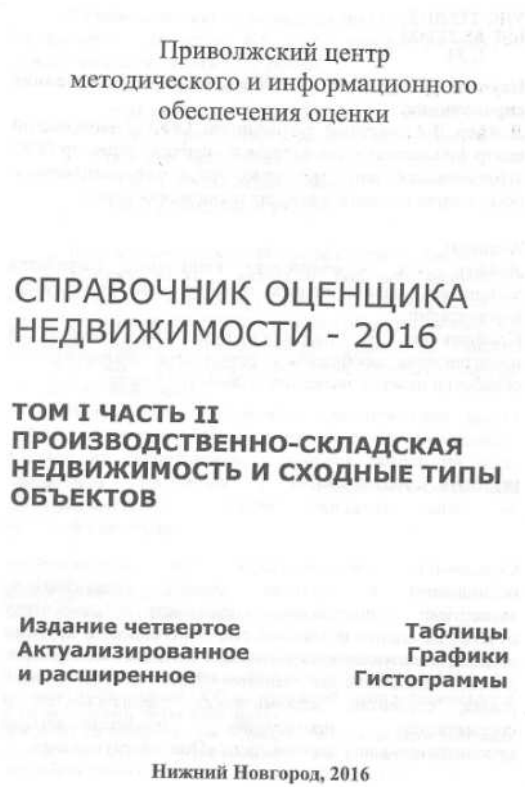 Приволжский центр
методического и информационного
обеспечения оценки
СПРАВОЧНИК ОЦЕНЩИКА
НЕДВИЖИМОСТИ - 2016
ТОМ I ЧАСТЬ II
ПРОИЗВОДСТВЕННО-СКЛАДСКАЯ
НЕДВИЖИМОСТЬ И СХОДНЫЕ ТИПЫ
ОБЪЕКТОВ
Издание четвертое Таблицы
Актуализированное Графики
и расширенное Гистограммы
Нижний Новгород, 2016